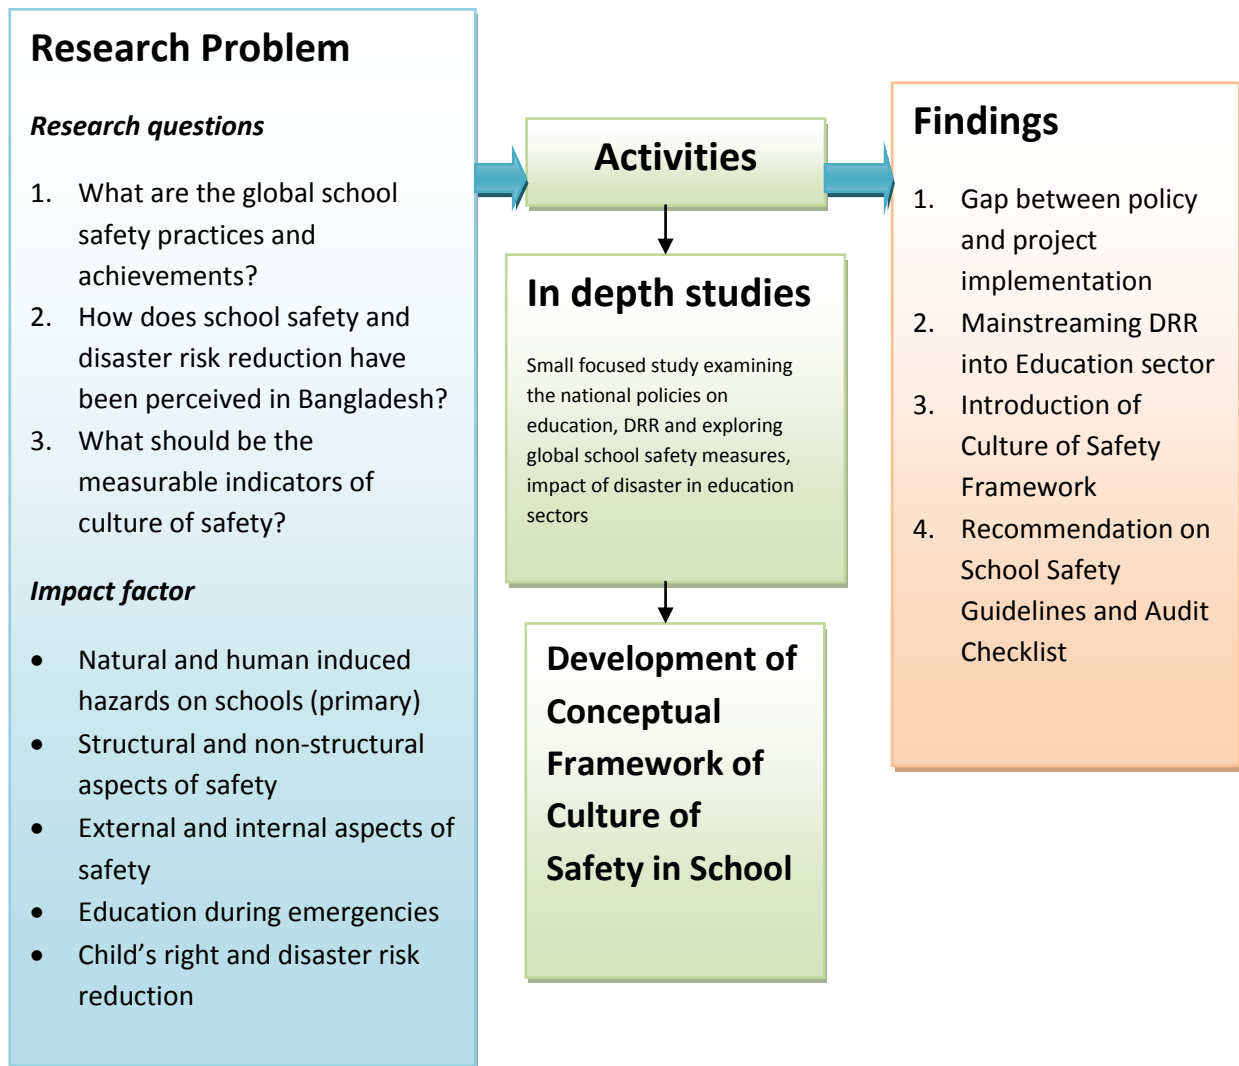 Research Problem
Research questions
1. What are the global school
safety practices and
achievements?
2. How does school safety and
disaster risk reduction have
been perceived in Bangladesh?
3. What should be the
measurable indicators of
culture of safety?
Impact factor
• Natural and human induced
hazards on schools (primary)
• Structural and non-structural
aspects of safety
• External and internal aspects of
safety
• Education during emergencies
• Child’s right and disaster risk
reduction
Activities
In depth studies
Small focused study examining
the national policies on
education, DRR and exploring
global school safety measures,
impact of disaster in education
sectors
Development of
Conceptual
Framework of
Culture of
Safety in School
Findings
1. Gap between policy
and project
implementation
2. Mainstreaming DRR
into Education sector
3. Introduction of
Culture of Safety
Framework
4. Recommendation on
School Safety
Guidelines and Audit
Checklist